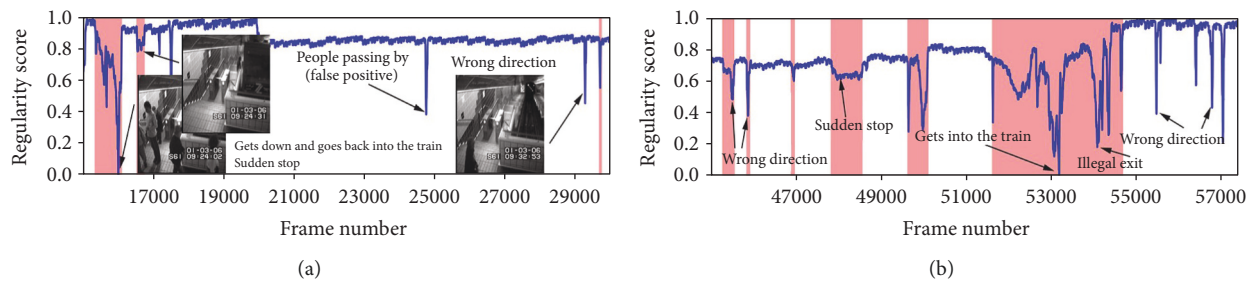 1.0
0.8
0.6
0.4
0.2
0.0
Regularity score
People passing by
(false positive)
Wrong direction
01-03-06
09:24:31
01-03-06
S61 09:24:02
01-03-06
S61 09:32:53
Gets down and goes back into the train
Sudden stop
17000 19000 21000 23000 25000 27000 29000
Frame number
(a)
1.0
0.8
0.6
0.4
0.2
0.0
Regularity score
Wrong direction
Sudden stop
Gets into the train
Illegal exit
Wrong direction
47000 49000 51000 53000 55000 57000
Frame number
(b)